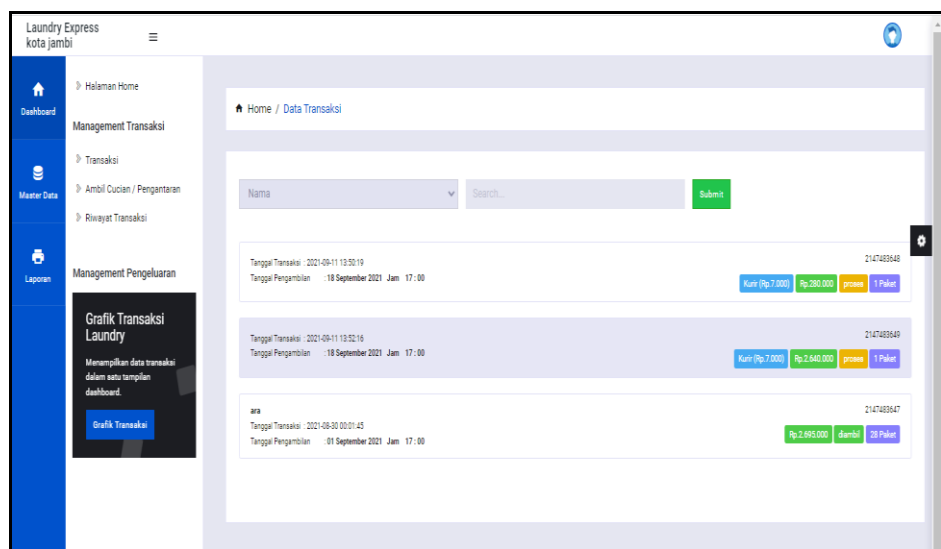 Laundry Express
kota jambi
Dashboard
Master Data
Laporan
Halaman Home
Management Transaksi
Transaksi
Ambil Cucian / Pengantaran
Riwayat Transaksi
Management Pengeluaran
Grafik Transaksi
Laundry
Menampilkan data transaksi
dalam satu tampilan
dashboard.
Grafik Transaksi
Home / Data Transaksi
Nama
Search...
Submit
Tanggal Transaksi : 2021-09-11 13:50:19
2147483648
Tanggal Pengambilan : 18 September 2021 Jam 17 : 00
Kurir (Rp.7.000) Rp.280.000 proses 1 Paket
Tanggal Transaksi : 2021-09-11 13:52:16
2147483649
Tanggal Pengambilan : 18 September 2021 Jam 17 : 00
Kurir (Rp.7.000) Rp.2.640.000 proses 1 Paket
ara
2147483647
Tanggal Transaksi : 2021-08-30 00:01:45
Tanggal Pengambilan : 01 September 2021 Jam 17 : 00
Rp.2.695.000 diambil 28 Paket